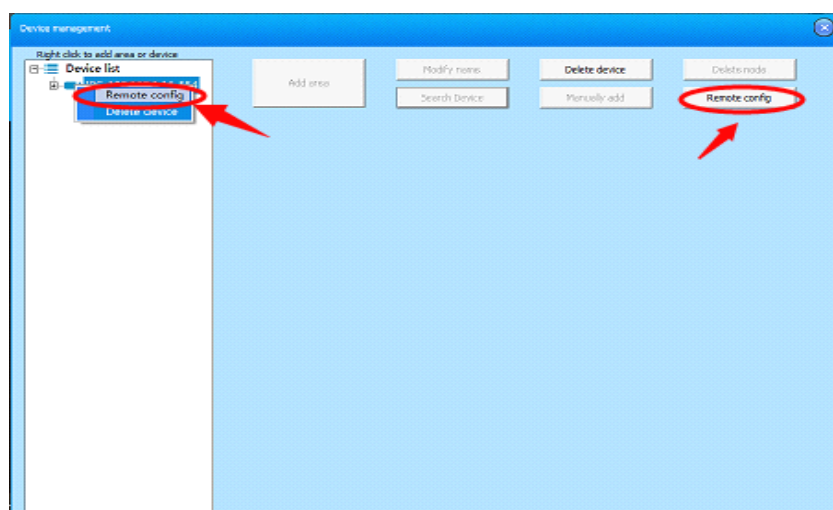 Device management
Right click to add area or device
Device list
Remote config
Delete device
Add area
Modify name
Delete device
Delete node
Search Device
Manually add
Remote config